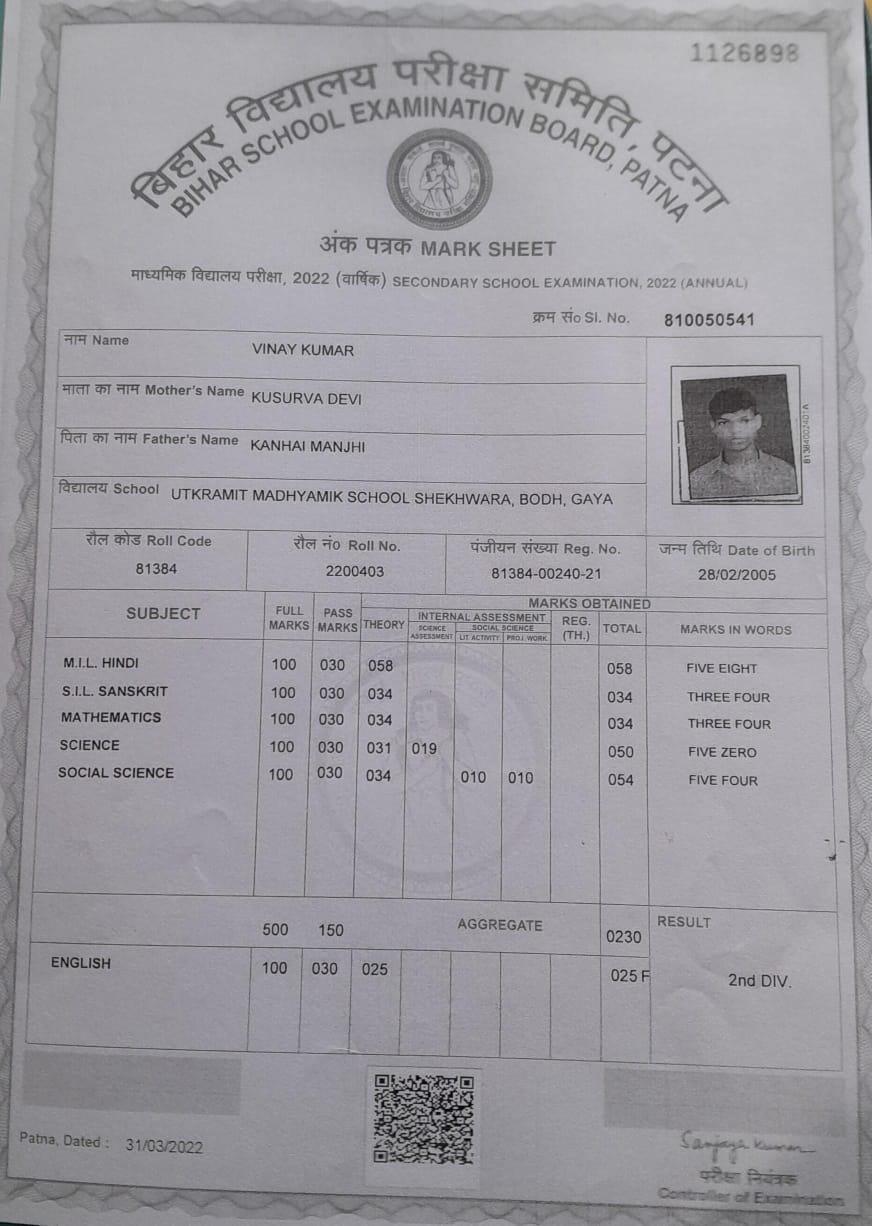 1126898
बिहार विद्यालय परीक्षा समिति, पटना
BIHAR SCHOOL EXAMINATION BOARD, PATNA
अंक पत्रक MARK SHEET
माध्यमिक विद्यालय परीक्षा, 2022 (वार्षिक) SECONDARY SCHOOL EXAMINATION, 2022 (ANNUAL)
क्रम सं० Sl. No. 810050541
नाम Name VINAY KUMAR
माता का नाम Mother's Name KUSURVA DEVI
पिता का नाम Father's Name KANHAI MANJHI
विद्यालय School UTKRAMIT MADHYAMIK SCHOOL SHEKHWARA, BODH, GAYA
81384002401A
रौल कोड Roll Code रौल नं० Roll No. पंजीयन संख्या Reg. No. जन्म तिथि Date of Birth
81384 2200403 81384-00240-21 28/02/2005
SUBJECT FULL MARKS PASS MARKS MARKS OBTAINED
THEORY INTERNAL ASSESSMENT REG. (TH.) TOTAL MARKS IN WORDS
SCIENCE ASSESSMENT SOCIAL SCIENCE
LIT ACTIVITY PROJ. WORK
M.I.L. HINDI 100 030 058 058 FIVE EIGHT
S.I.L. SANSKRIT 100 030 034 034 THREE FOUR
MATHEMATICS 100 030 034 034 THREE FOUR
SCIENCE 100 030 031 019 050 FIVE ZERO
SOCIAL SCIENCE 100 030 034 010 010 054 FIVE FOUR
500 150 AGGREGATE 0230 RESULT
ENGLISH 100 030 025 025 F 2nd DIV.
Patna, Dated : 31/03/2022
Sanjaya Kumar
परीक्षा नियंत्रक
Controller of Examination